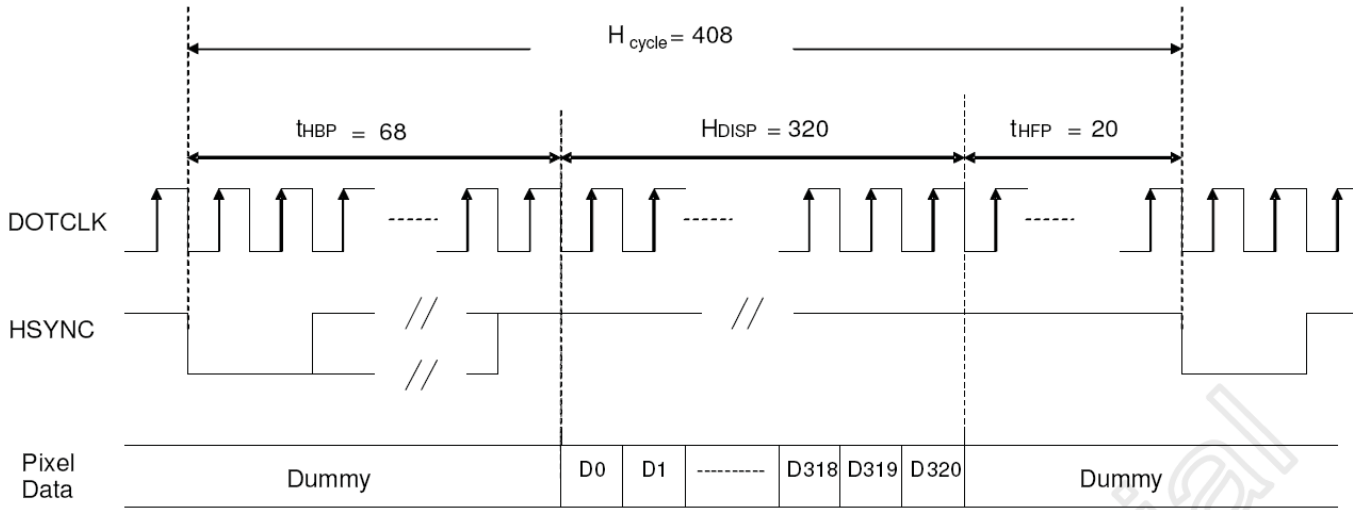 H cycle = 408
tHBP = 68
HDISP = 320
tHFP = 20
DOTCLK
HSYNC
Pixel Data
Dummy
D0
D1
D318
D319
D320
Dummy